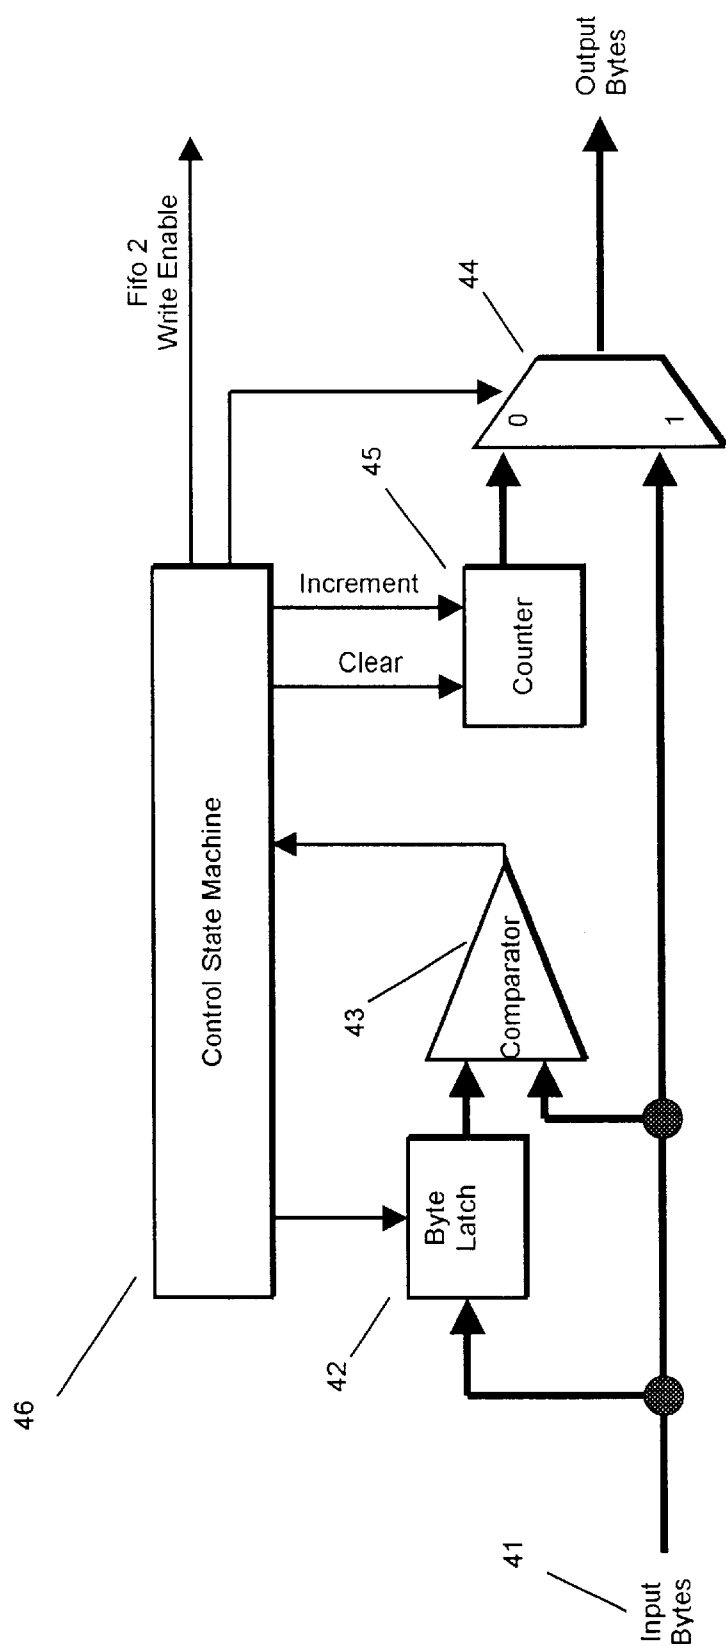 46
Control State Machine
Fifo 2
Write Enable
Increment
Clear
42
Byte
Latch
43
Comparator
45
Counter
44
0
1
Output
Bytes
41
Input
Bytes